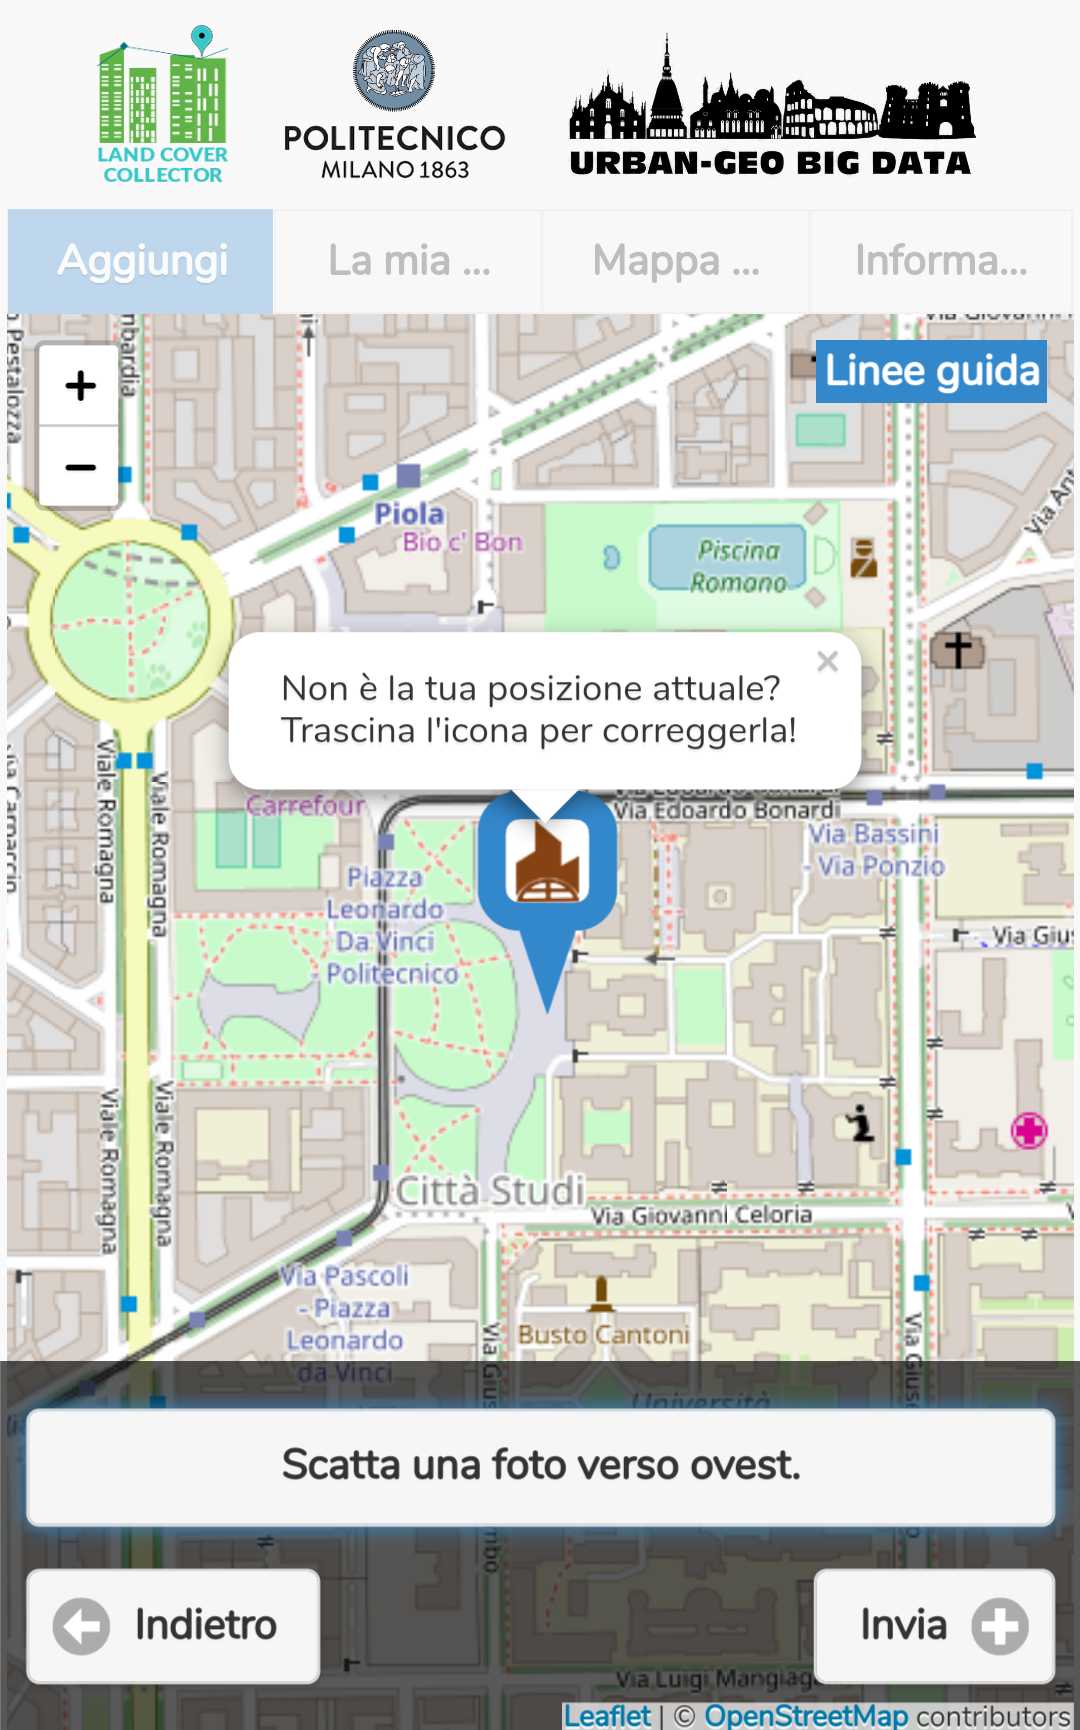 LAND COVER
COLLECTOR
POLITECNICO
MILANO 1863
URBAN-GEO BIG DATA
Aggiungi
La mia ...
Mappa ...
Informa...
+
Linee guida
−
Piola
Bio c' Bon
Piscina
Romano
Via Ant
×
Non è la tua posizione attuale?
Trascina l'icona per correggerla!
Viale Romagna
Viale Romagna
Carrefour
Via Edoardo Bonardi
Via Bassini
- Via Ponzio
Piazza
Leonardo
Da Vinci
- Politecnico
Via Gius
Viale Romagna
Viale Romagna
Città Studi
Via Giovanni Celoria
Via Pascoli
- Piazza
Leonardo
da Vinci
Busto Cantoni
Via Gius
Via Gius
Università
Scatta una foto verso ovest.
Indietro
Invia
Via Luigi Mangiag
Leaflet | © OpenStreetMap contributors